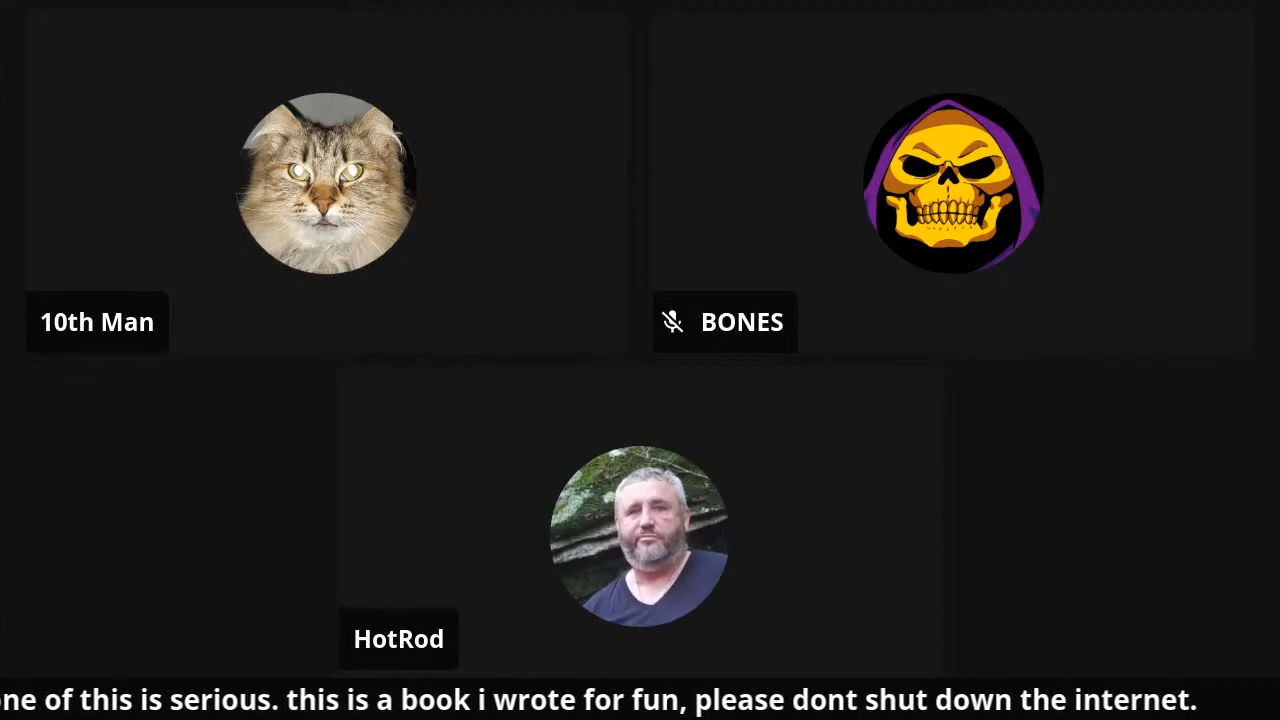 10th Man
BONES
HotRod
ne of this is serious. this is a book i wrote for fun, please dont shut down the internet.